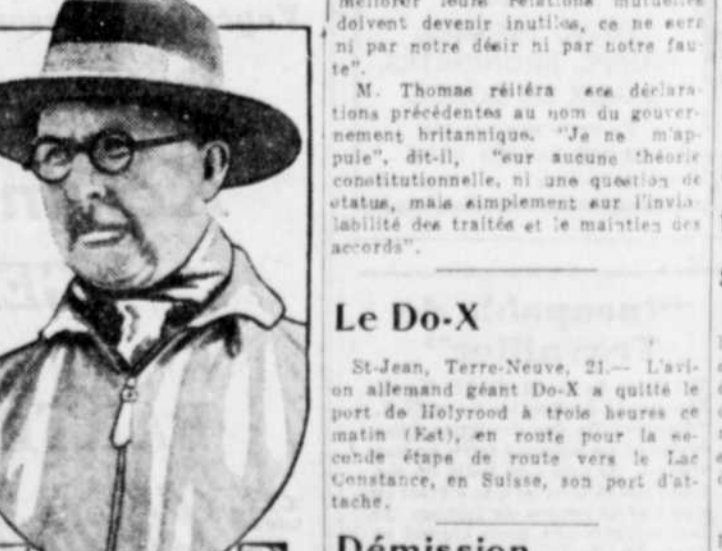 méliorer leurs relations mutuelles
doivent devenir inutiles, ce ne sera
ni par notre désir ni par notre fau-
te".
M. Thomas réitéra ses déclara-
tions précédentes au nom du gouver-
nement britannique. "Je ne m'ap-
puie", dit-il, "sur aucune théorie
constitutionnelle, ni une question de
status, mais simplement sur l'invio-
labilité des traités et le maintien des
accords".
Le Do-X
St-Jean, Terre-Neuve, 21.— L'avi-
on allemand géant Do-X a quitté le
port de Holyrood à trois heures ce
matin (Est), en route pour la se-
conde étape de route vers le Lac
Constance, en Suisse, son port d'at-
tache.
Démission